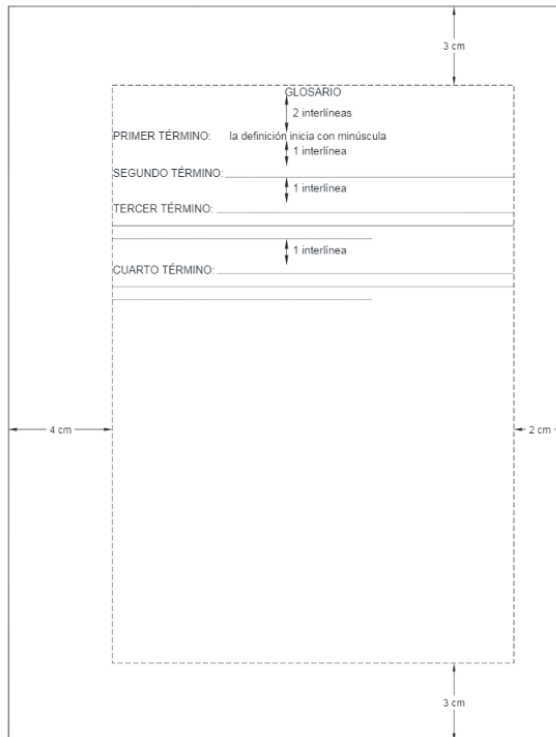 3 cm
GLOSARIO
2 interlíneas
PRIMER TÉRMINO: la definición inicia con minúscula
1 interlínea
SEGUNDO TÉRMINO:
1 interlínea
TERCER TÉRMINO:
1 interlínea
CUARTO TÉRMINO:
4 cm
2 cm
3 cm